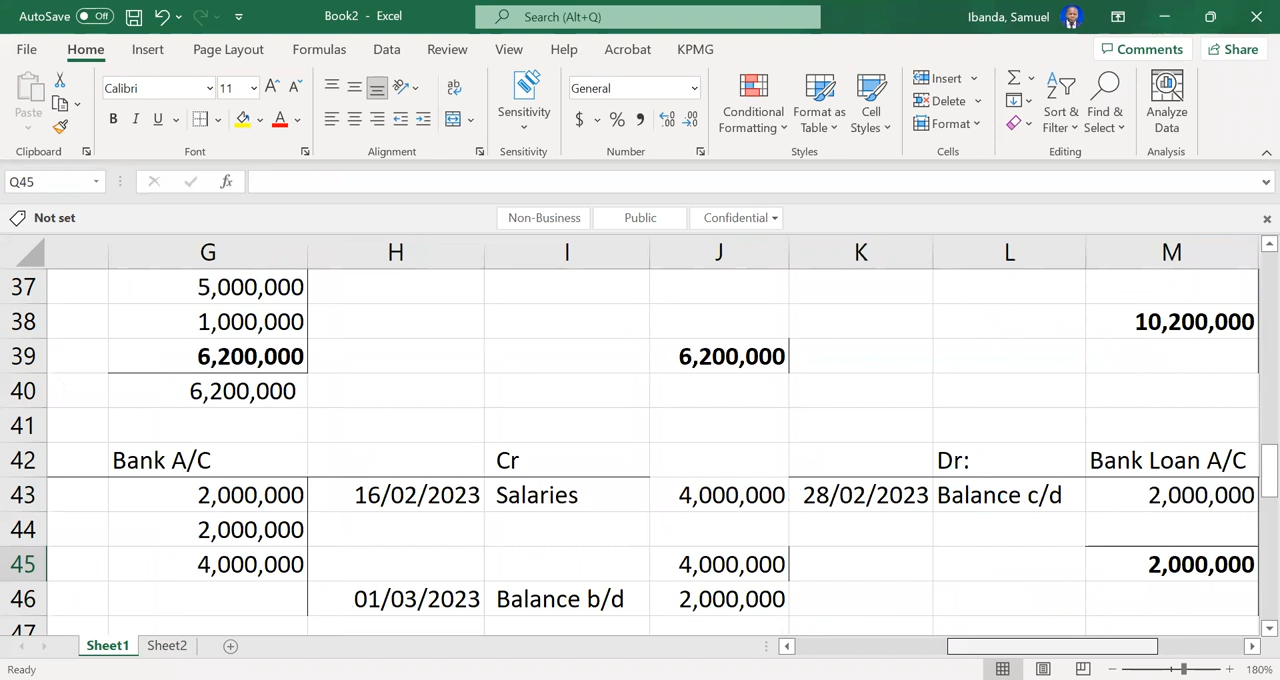 AutoSave Off Book2 - Excel Search (Alt+Q) Ibanda, Samuel
File Home Insert Page Layout Formulas Data Review View Help Acrobat KPMG Comments Share
Paste Calibri 11 General Sensitivity Conditional Formatting Format as Table Cell Styles Insert Delete Format Sort & Filter Find & Select Analyze Data
Clipboard Font Alignment Sensitivity Number Styles Cells Editing Analysis
Q45 fx
Not set Non-Business Public Confidential
G H I J K L M
37 5,000,000
38 1,000,000 10,200,000
39 6,200,000 6,200,000
40 6,200,000
41
42 Bank A/C Cr Dr: Bank Loan A/C
43 2,000,000 16/02/2023 Salaries 4,000,000 28/02/2023 Balance c/d 2,000,000
44 2,000,000
45 4,000,000 4,000,000 2,000,000
46 01/03/2023 Balance b/d 2,000,000
47
Sheet1 Sheet2
Ready 180%